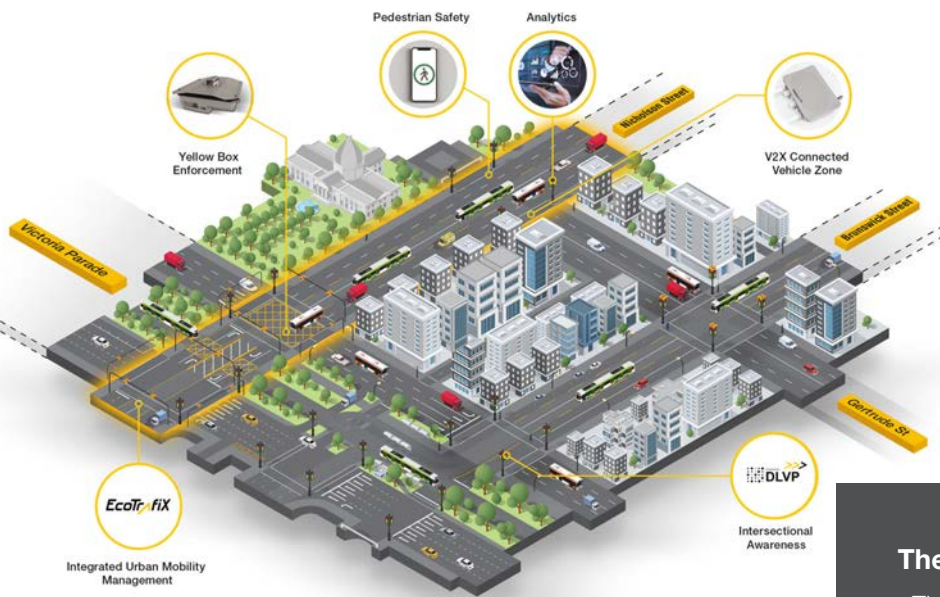 Pedestrian Safety
Analytics
Nicholson Street
Yellow Box
Enforcement
V2X Connected
Vehicle Zone
Brunswick Street
Victoria Parade
Gertrude St
EcoTrafiX
DLVP
Integrated Urban Mobility
Management
Intersectional
Awareness
The